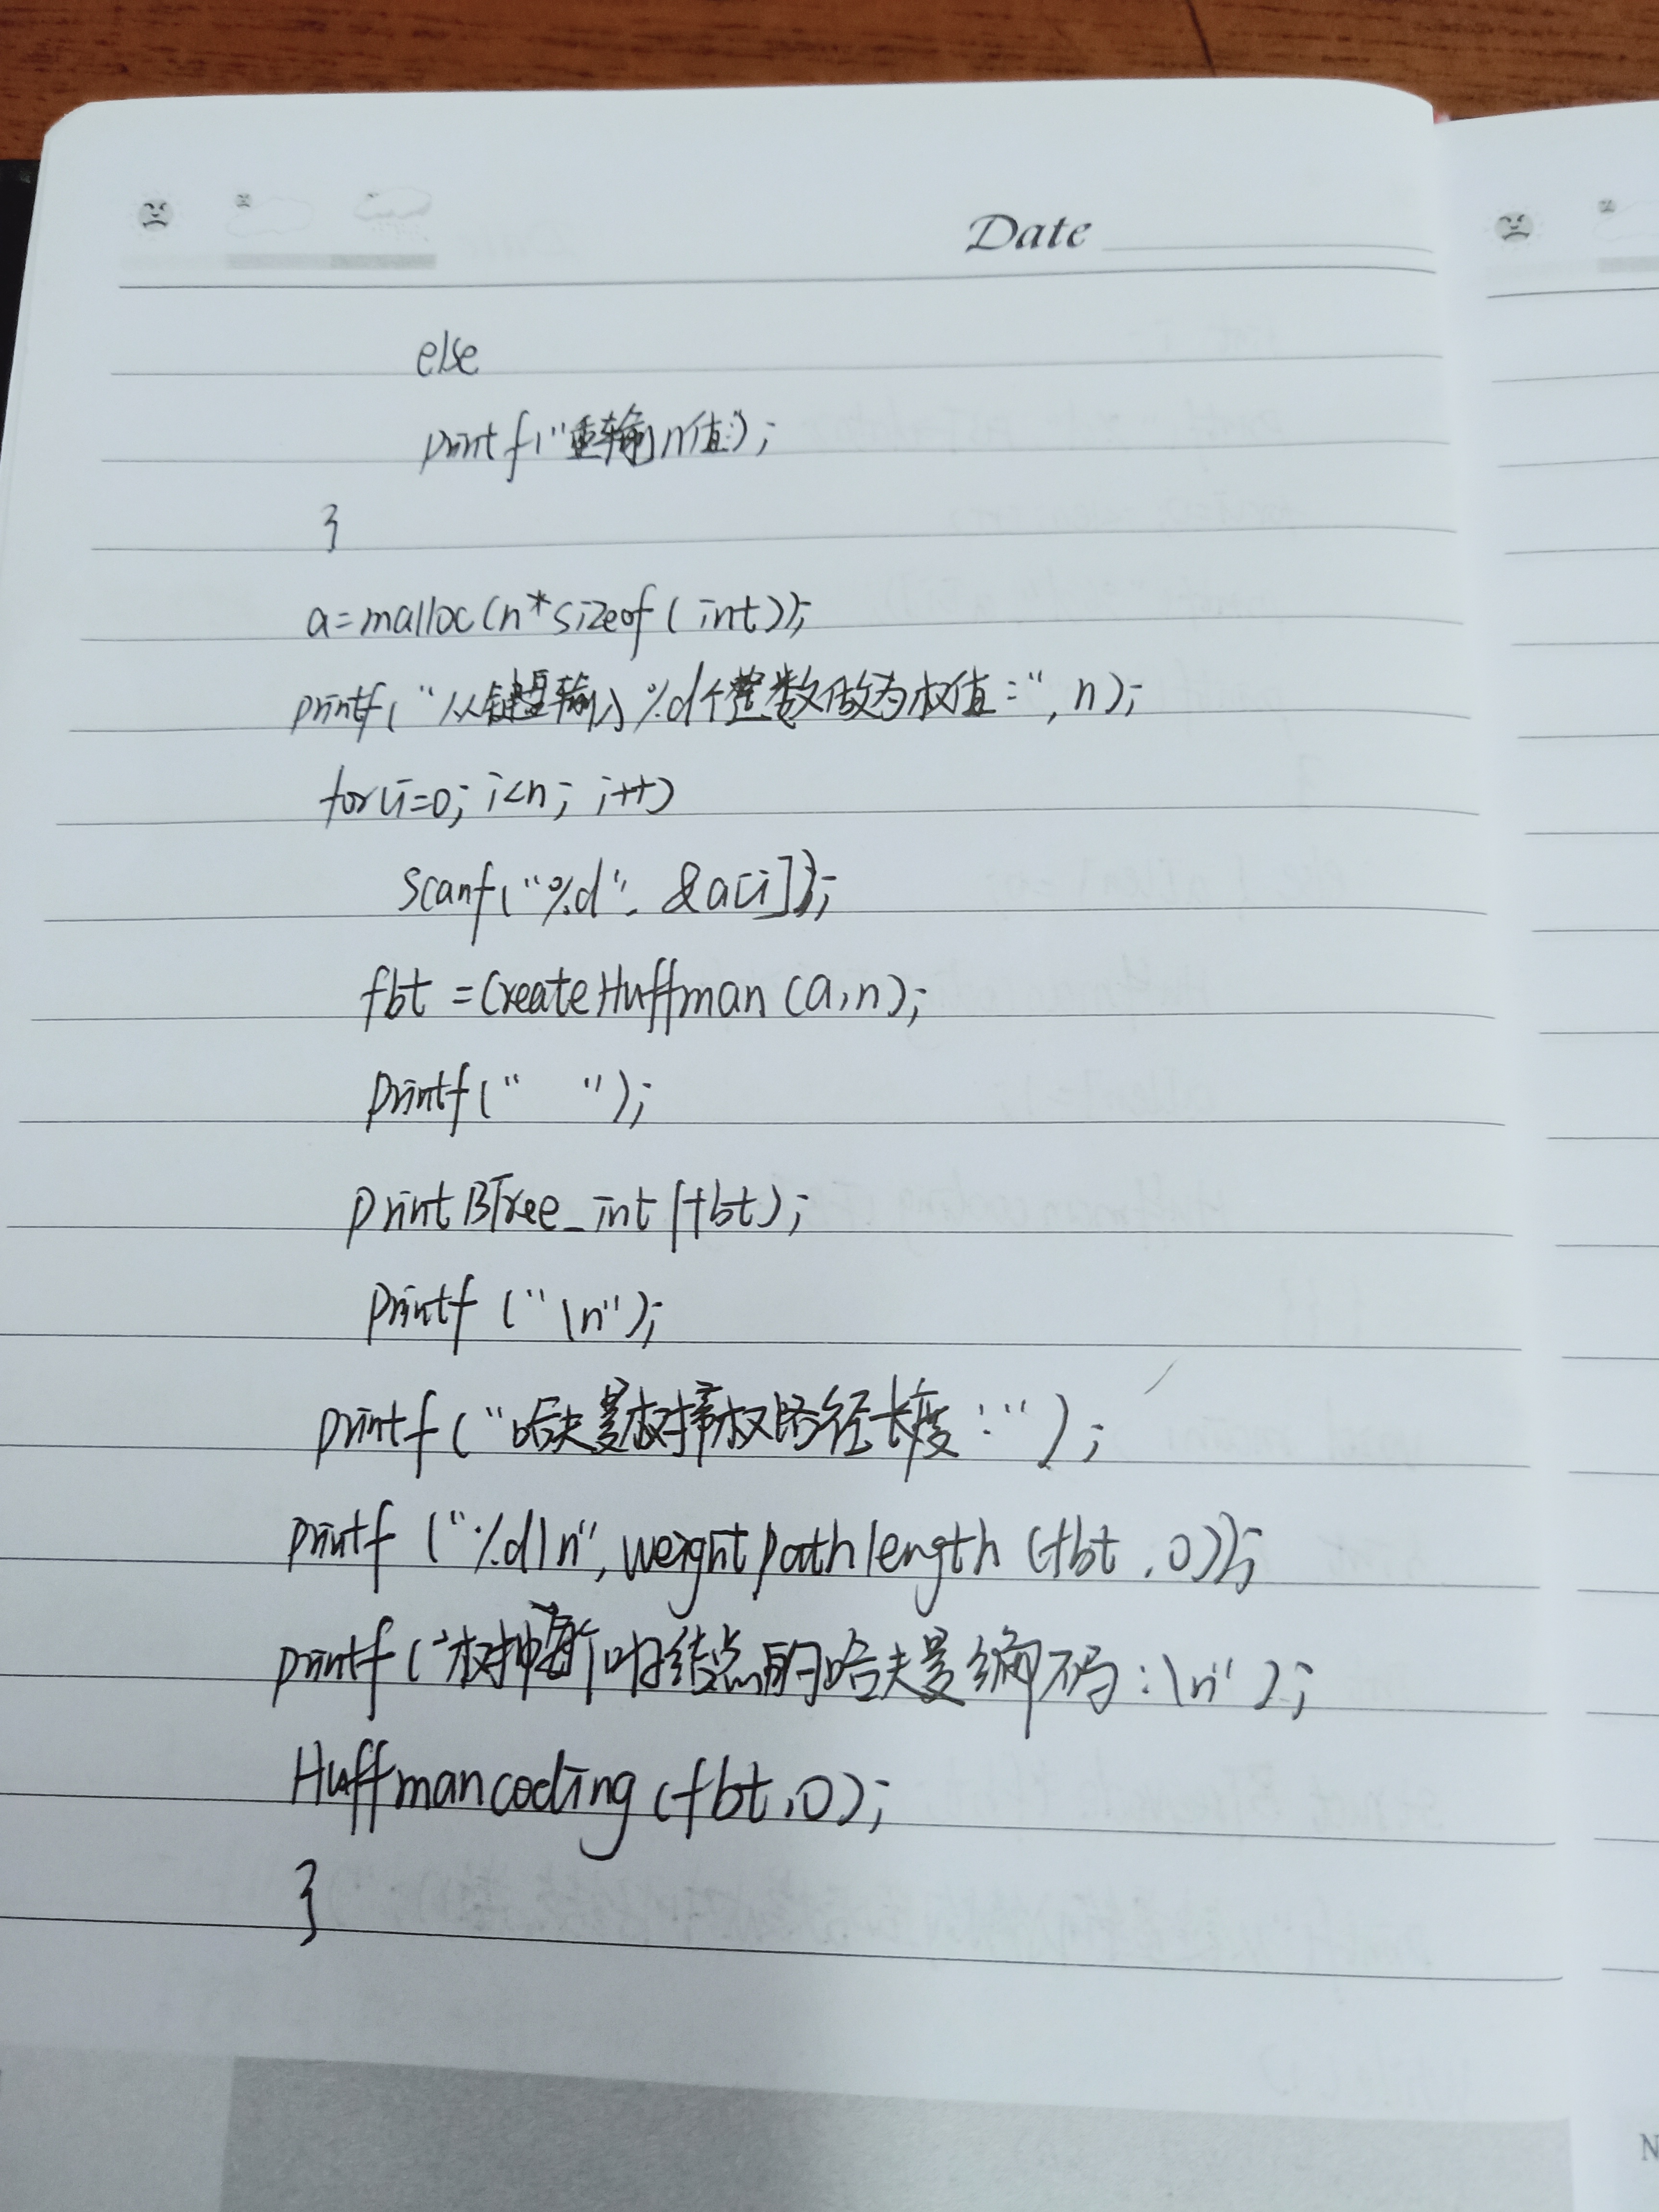 Date
else
printf("重输n值:");
}
a=malloc(n*sizeof(int));
printf("从键盘输入%d个整数做为权值:",n);
for(i=0;i<n;i++)
scanf("%d", &a[i]);
fbt=CreateHuffman(a,n);
printf("    ");
printBTree_int(fbt);
printf("\n");
printf("哈夫曼树带权路径长度:");
printf("%d\n",weightpathlength(fbt,0));
printf("树中每个叶结点的哈夫曼编码:\n");
Huffmancoding(fbt,0);
}